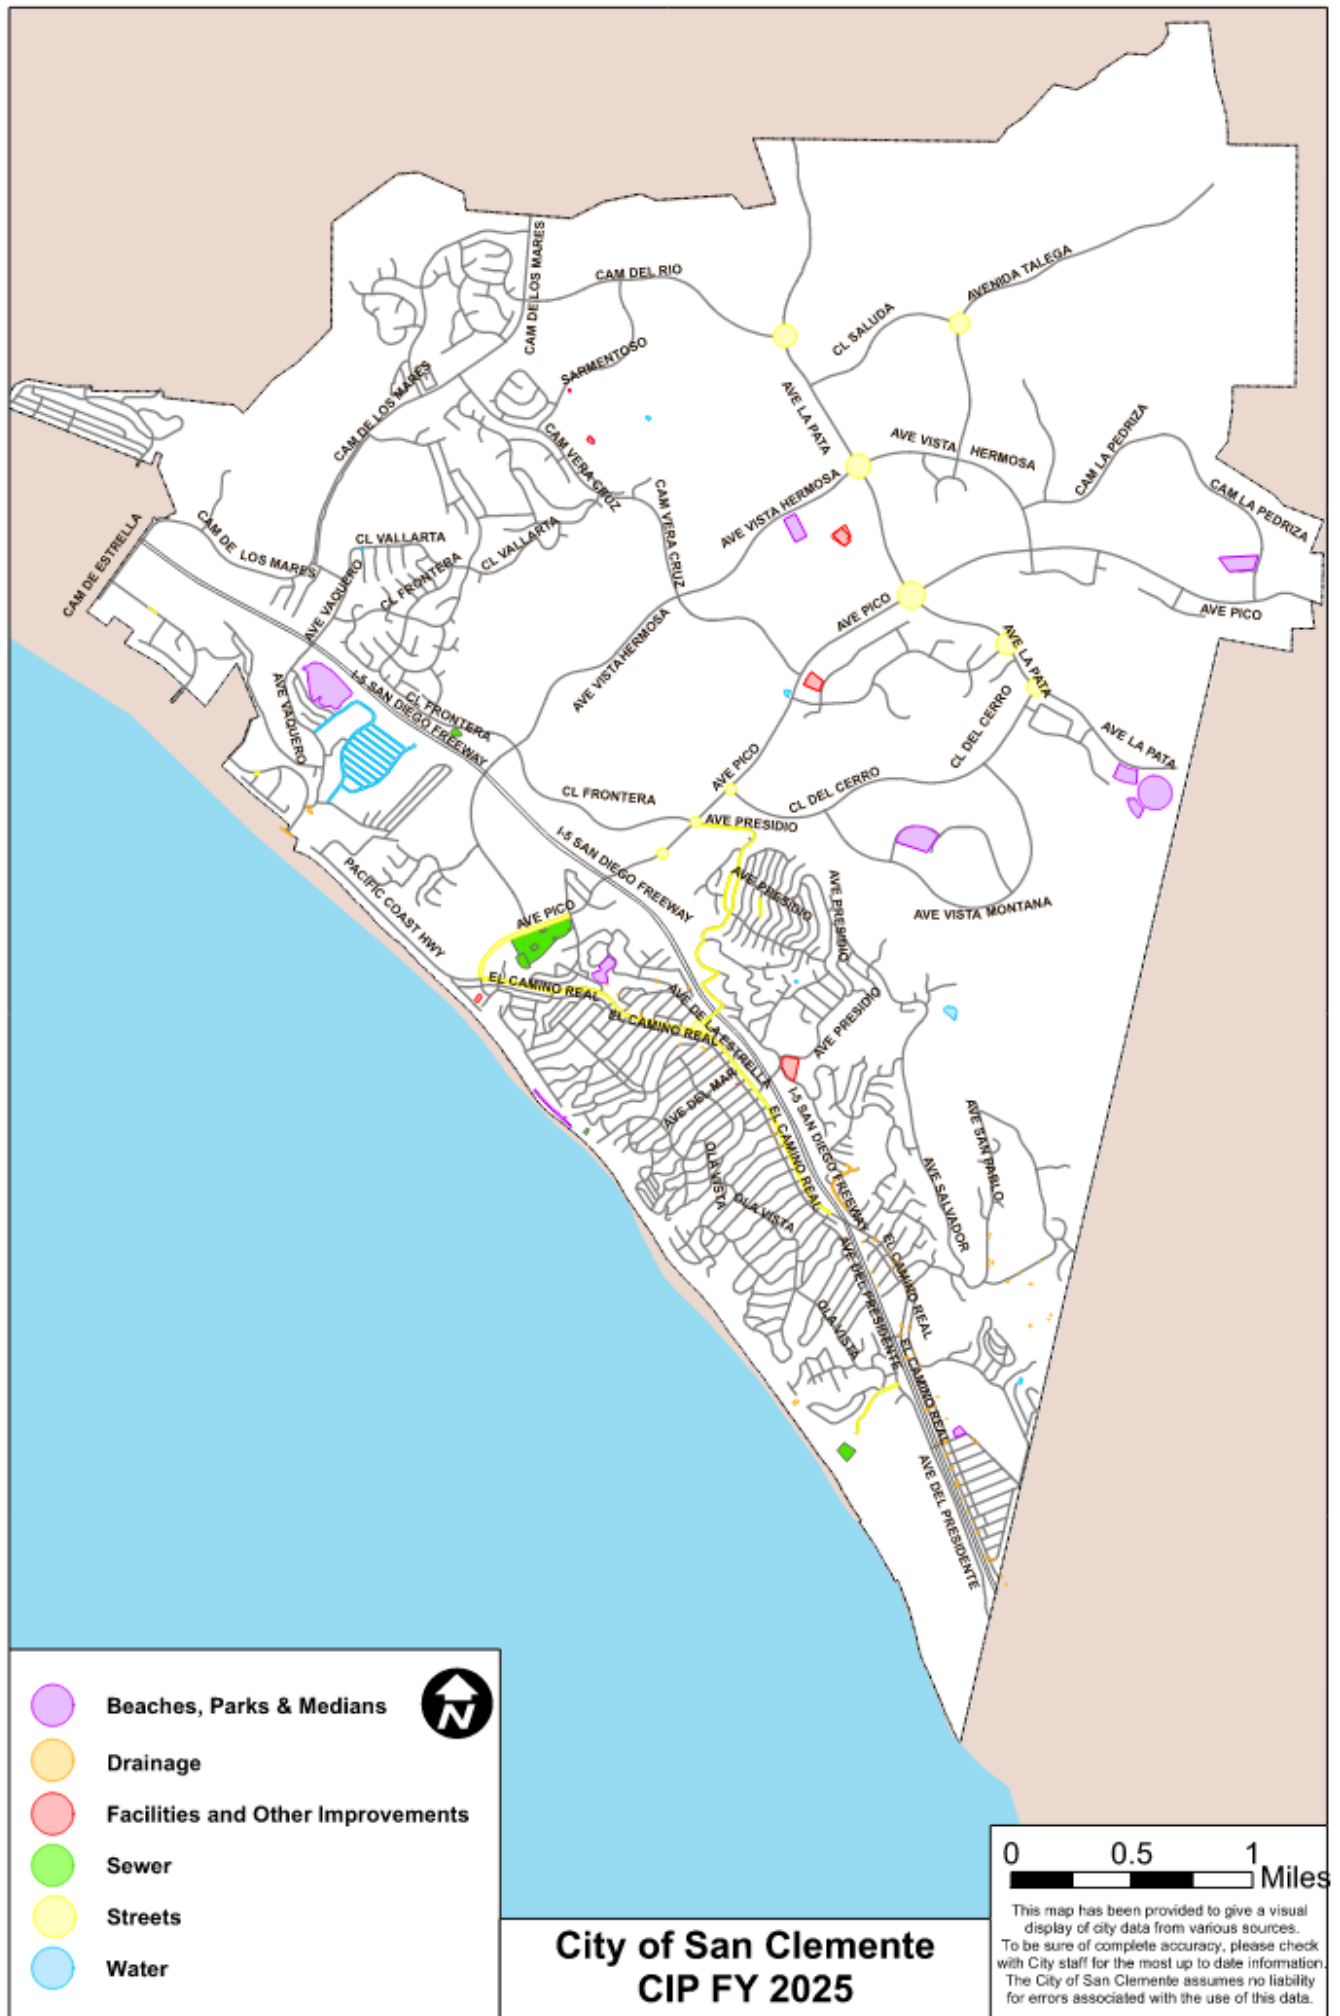 CAM DE LOS MARES
CAM DEL RIO
AVENIDA TALEGA
CL SALUDA
SARMENTOSO
CAM DE LOS MARES
AVE LA PATA
AVE VISTA HERMOSA
CAM LA PEDRIZA
CAM VERA CRUZ
CAM LA PEDRIZA
AVE VISTA HERMOSA
CAM VERA CRUZ
CAM DE ESTRELLA
CAM DE LOS MARES
CL VALLARTA
CL VALLARTA
CL FRONTERA
AVE VAQUERO
AVE PICO
AVE PICO
AVE LA PATA
AVE VISTA HERMOSA
AVE VAQUERO
I-5 SAN DIEGO FREEWAY
CL FRONTERA
CL DEL CERRO
AVE LA PATA
AVE PICO
CL DEL CERRO
CL FRONTERA
AVE PRESIDIO
I-5 SAN DIEGO FREEWAY
PACIFIC COAST HWY
AVE PRESIDIO
AVE PRESIDIO
AVE VISTA MONTANA
AVE PICO
EL CAMINO REAL
EL CAMINO REAL
AVE DE LA ESTRELLA
AVE PRESIDIO
AVE DEL MAR
I-5 SAN DIEGO FREEWAY
EL CAMINO REAL
AVE SAN PABLO
AVE SALVADOR
OLA VISTA
OLA VISTA
EL CAMINO REAL
AVE DEL PRESIDENTE
OLA VISTA
EL CAMINO REAL
AVE DEL PRESIDENTE
N
Beaches, Parks & Medians
Drainage
Facilities and Other Improvements
Sewer
Streets
Water
City of San Clemente
CIP FY 2025
0 0.5 1
Miles
This map has been provided to give a visual
display of city data from various sources.
To be sure of complete accuracy, please check
with City staff for the most up to date information.
The City of San Clemente assumes no liability
for errors associated with the use of this data.